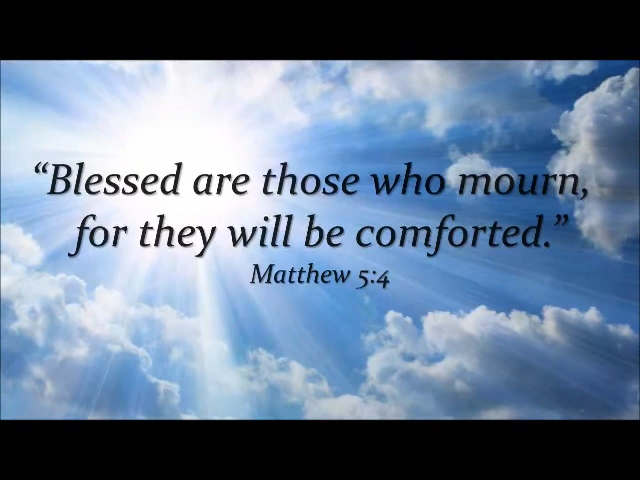 “Blessed are those who mourn,
for they will be comforted.”
Matthew 5:4